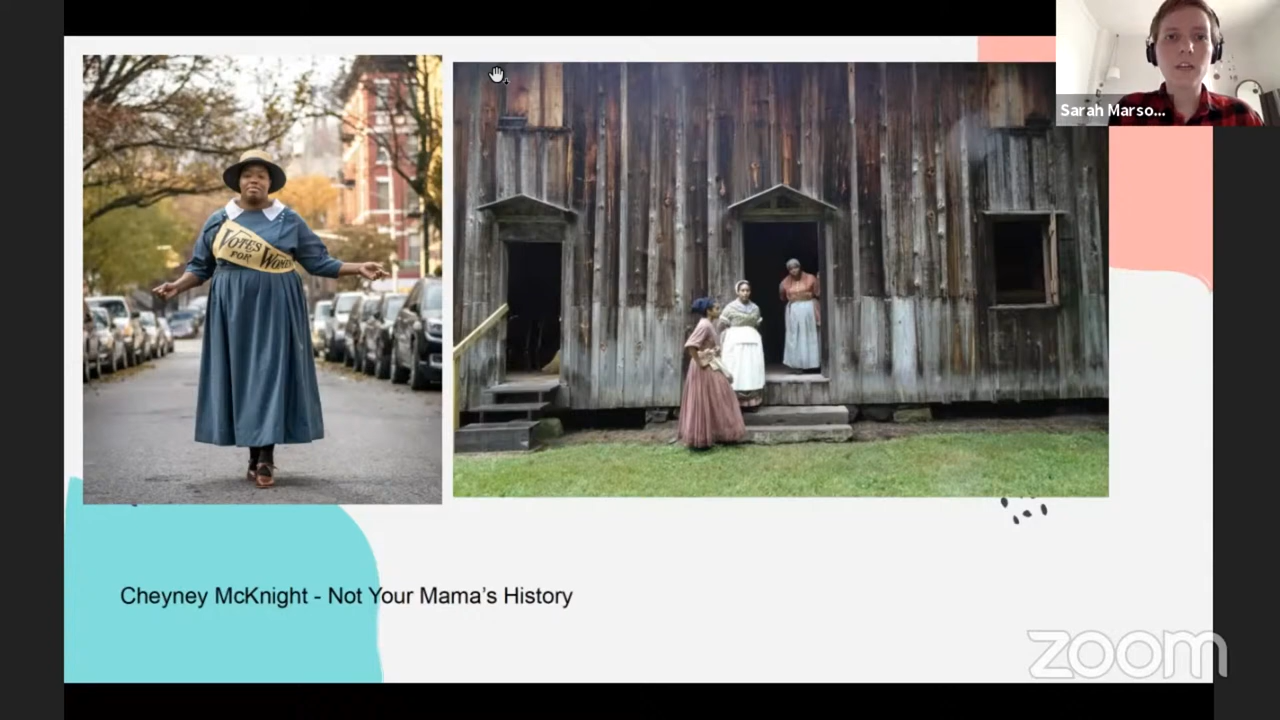 Sarah Marso...
VOTES
FOR WOMEN
Cheyney McKnight - Not Your Mama's History
zoom